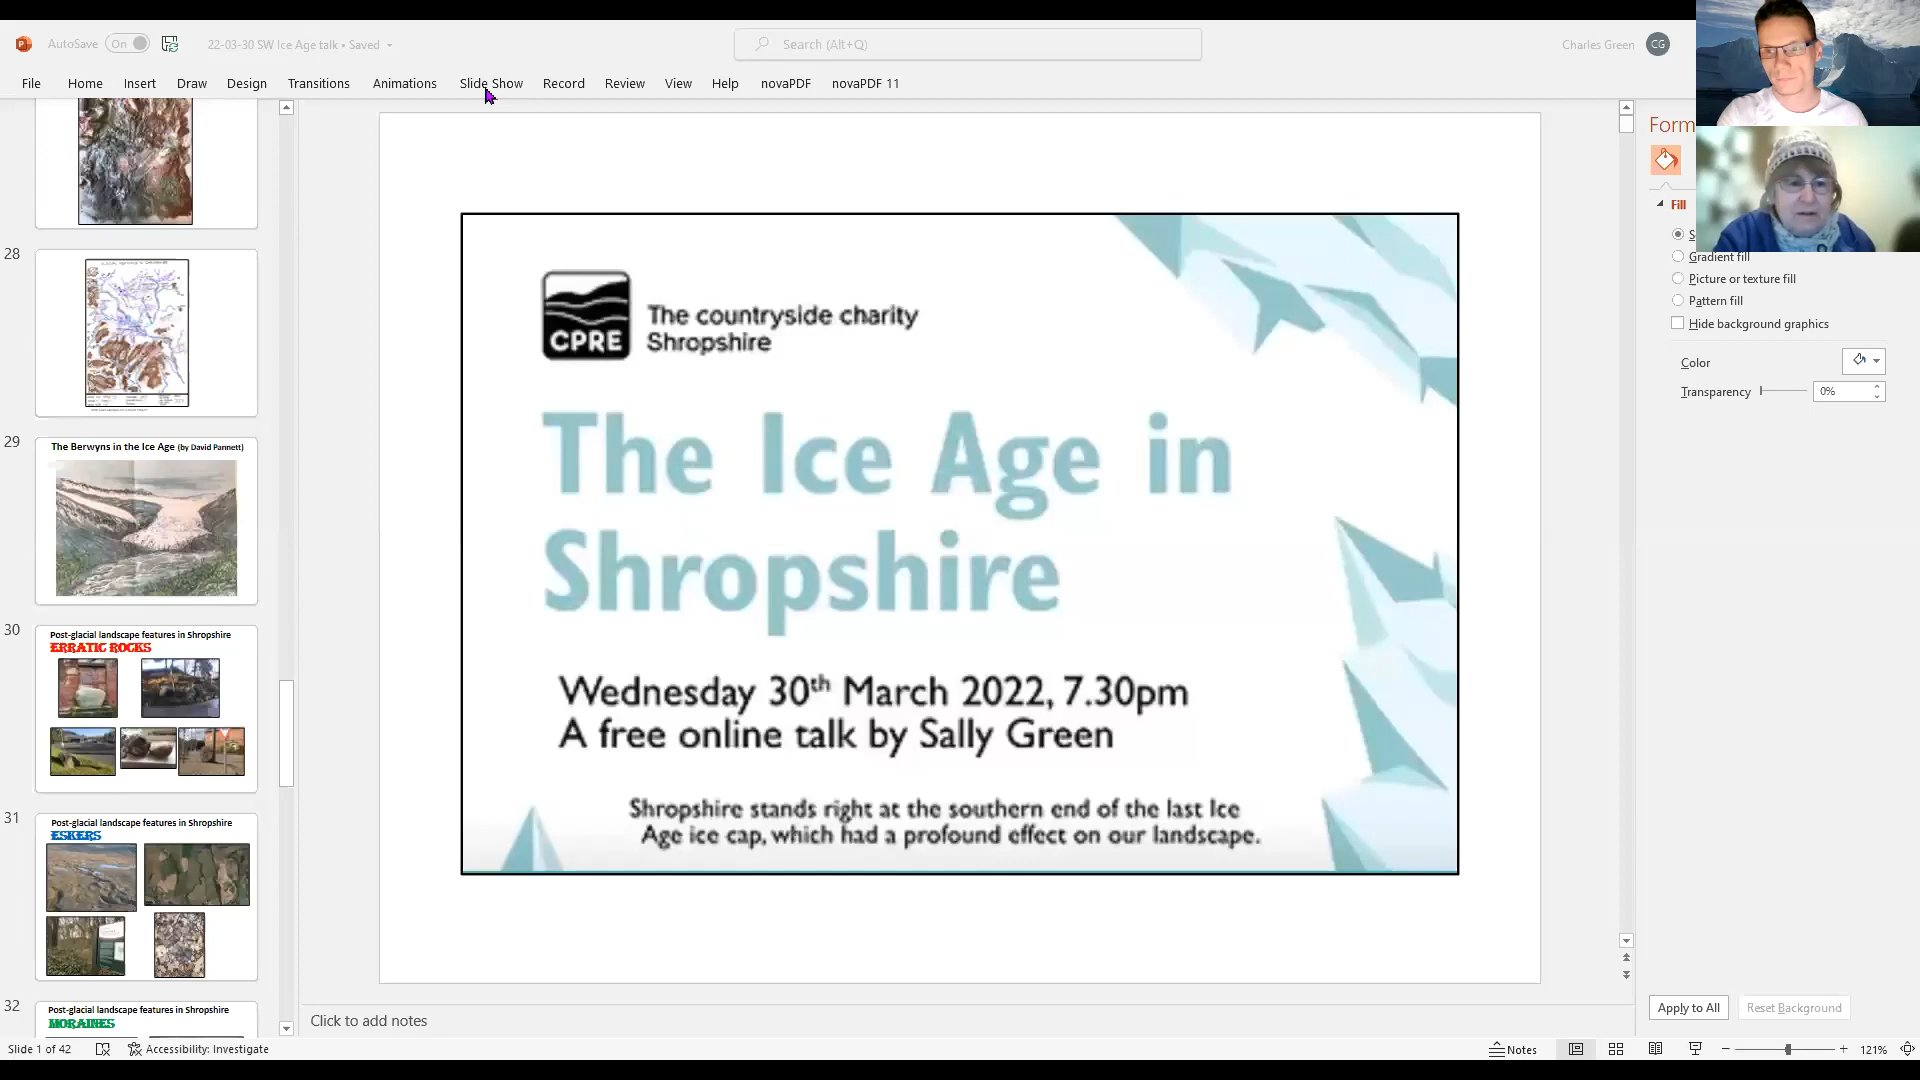 AutoSave On 22-03-30 SW Ice Age talk • Saved Search (Alt+Q) Charles Green CG
File Home Insert Draw Design Transitions Animations Slide Show Record Review View Help novaPDF novaPDF 11
28
29
The Berwyns in the Ice Age (by David Pannett)
30
Post-glacial landscape features in Shropshire
ERRATIC ROCKS
31
Post-glacial landscape features in Shropshire
ESKERS
32
Post-glacial landscape features in Shropshire
MORAINES
CPRE
The countryside charity
Shropshire
The Ice Age in
Shropshire
Wednesday 30th March 2022, 7.30pm
A free online talk by Sally Green
Shropshire stands right at the southern end of the last Ice
Age ice cap, which had a profound effect on our landscape.
Click to add notes
Form
Fill
S
Gradient fill
Picture or texture fill
Pattern fill
Hide background graphics
Color
Transparency 0%
Apply to All Reset Background
Slide 1 of 42 Accessibility: Investigate Notes 121%